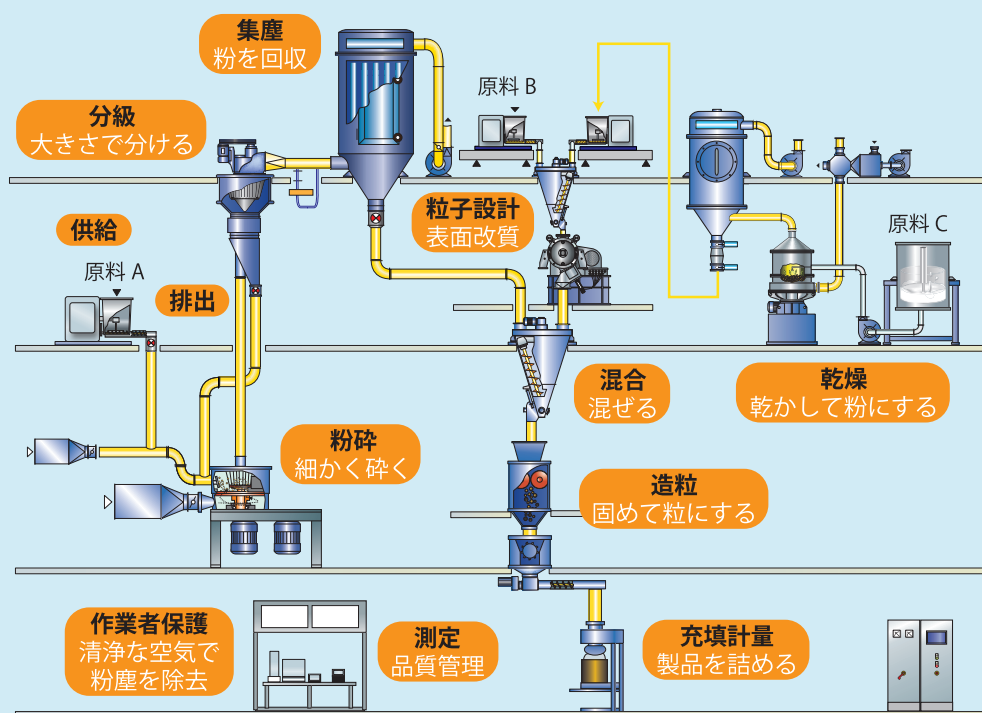 集塵
粉を回収
分級
大きさで分ける
供給
原料 A
排出
粉砕
細かく砕く
原料 B
粒子設計
表面改質
原料 C
混合
混ぜる
乾燥
乾かして粉にする
造粒
固めて粒にする
作業者保護
清浄な空気で
粉塵を除去
測定
品質管理
充填計量
製品を詰める